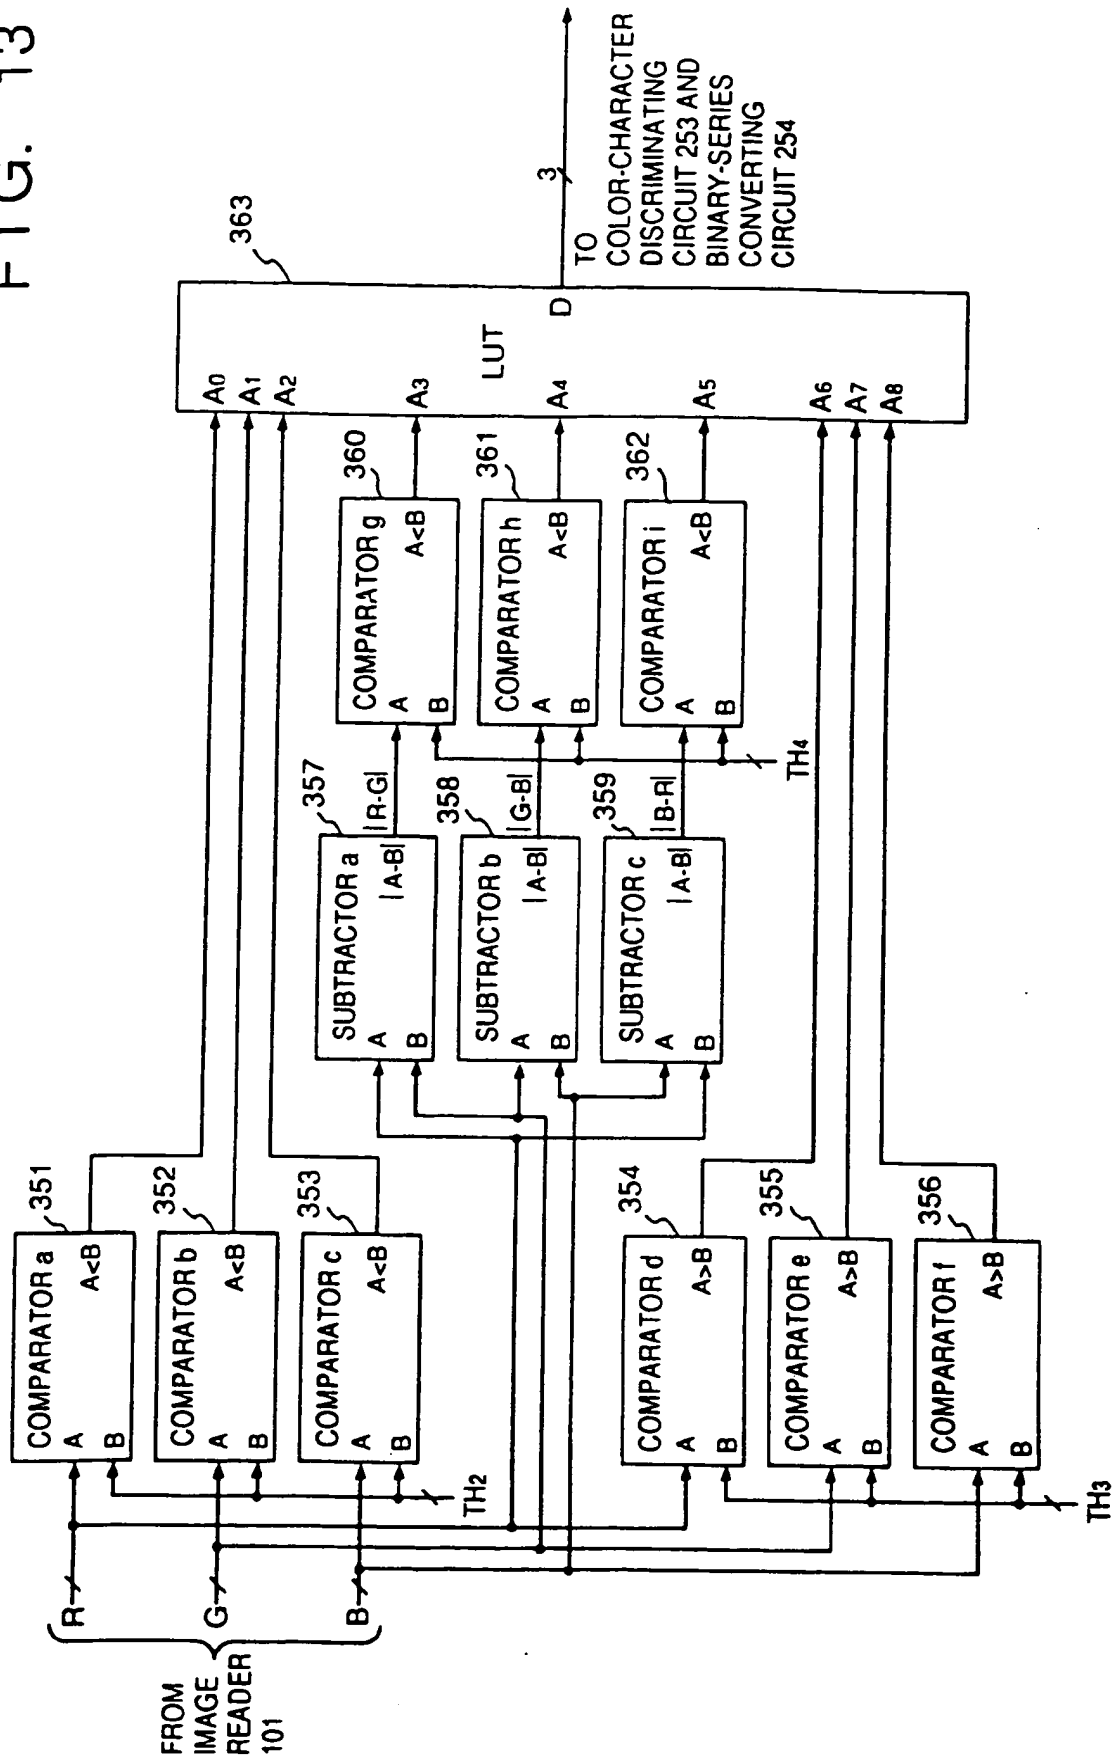 FIG. 13
FROM
IMAGE
READER
101
R
G
B
TH2
TH3
COMPARATOR a
A
B
A<B
351
COMPARATOR b
A
B
A<B
352
COMPARATOR c
A
B
A<B
353
COMPARATOR d
A
B
A>B
354
COMPARATOR e
A
B
A>B
355
COMPARATOR f
A
B
A>B
356
SUBTRACTOR a
A
B
|A-B|
357
|R-G|
SUBTRACTOR b
A
B
|A-B|
358
|G-B|
SUBTRACTOR c
A
B
|A-B|
359
|B-R|
TH4
COMPARATOR g
A
B
A<B
360
COMPARATOR h
A
B
A<B
361
COMPARATOR i
A
B
A<B
362
A0
A1
A2
A3
A4
A5
A6
A7
A8
LUT
D
363
3
TO
COLOR-CHARACTER
DISCRIMINATING
CIRCUIT 253 AND
BINARY-SERIES
CONVERTING
CIRCUIT 254